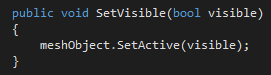 public void SetVisible(bool visible)
{
    meshObject.SetActive(visible);
}